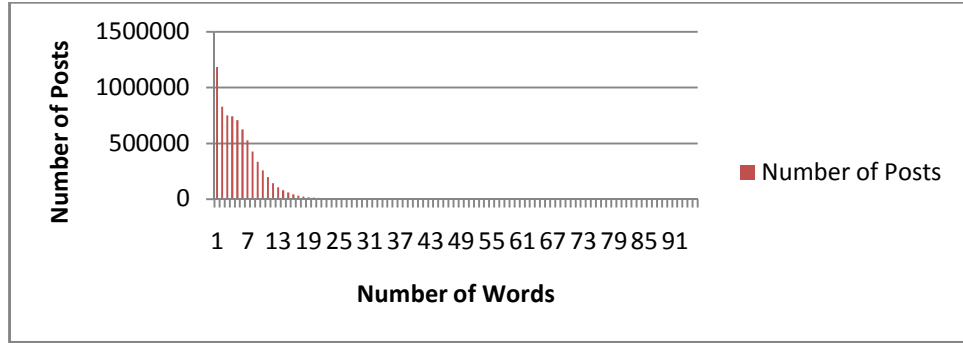 Number of Posts
1500000
1000000
500000
0
1 7 13 19 25 31 37 43 49 55 61 67 73 79 85 91
Number of Words
Number of Posts